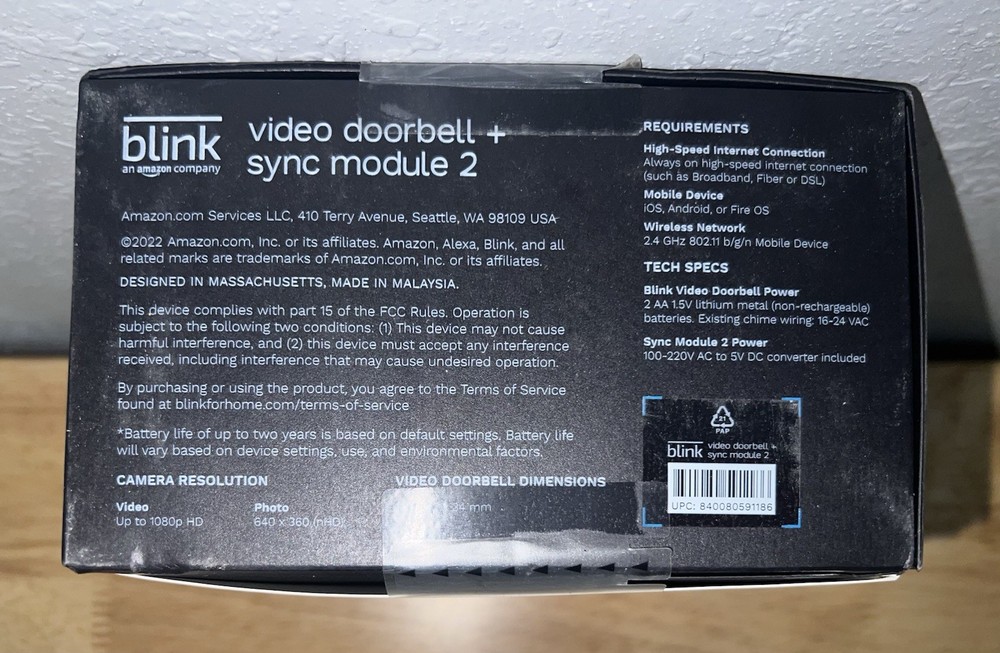 blink
an amazon company
video doorbell +
sync module 2
Amazon.com Services LLC, 410 Terry Avenue, Seattle, WA 98109 USA
©2022 Amazon.com, Inc. or its affiliates. Amazon, Alexa, Blink, and all
related marks are trademarks of Amazon.com, Inc. or its affiliates.
DESIGNED IN MASSACHUSETTS, MADE IN MALAYSIA.
This device complies with part 15 of the FCC Rules. Operation is
subject to the following two conditions: (1) This device may not cause
harmful interference, and (2) this device must accept any interference
received, including interference that may cause undesired operation.
By purchasing or using the product, you agree to the Terms of Service
found at blinkforhome.com/terms-of-service
*Battery life of up to two years is based on default settings. Battery life
will vary based on device settings, use, and environmental factors.
CAMERA RESOLUTION
Video
Up to 1080p HD
Photo
640 x 360 (nHD)
VIDEO DOORBELL DIMENSIONS
34 mm
REQUIREMENTS
High-Speed Internet Connection
Always on high-speed internet connection
(such as Broadband, Fiber or DSL)
Mobile Device
iOS, Android, or Fire OS
Wireless Network
2.4 GHz 802.11 b/g/n Mobile Device
TECH SPECS
Blink Video Doorbell Power
2 AA 1.5V lithium metal (non-rechargeable)
batteries. Existing chime wiring: 16-24 VAC
Sync Module 2 Power
100-220V AC to 5V DC converter included
21
PAP
blink
video doorbell +
sync module 2
UPC: 840080591186